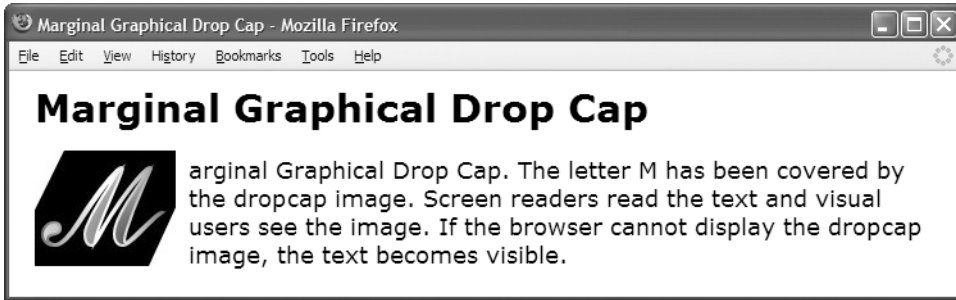 Marginal Graphical Drop Cap - Mozilla Firefox
File Edit View History Bookmarks Tools Help
Marginal Graphical Drop Cap
M
arginal Graphical Drop Cap. The letter M has been covered by
the dropcap image. Screen readers read the text and visual
users see the image. If the browser cannot display the dropcap
image, the text becomes visible.